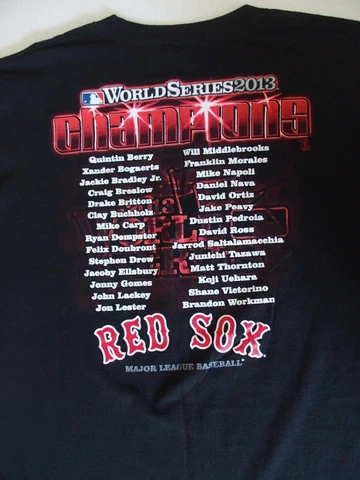 WORLD SERIES 2013
CHAMPIONS
Quintin Berry
Xander Bogaerts
Jackie Bradley Jr.
Craig Breslow
Drake Britton
Clay Buchholz
Mike Carp
Ryan Dempster
Felix Doubront
Stephen Drew
Jacoby Ellsbury
Jonny Gomes
John Lackey
Jon Lester
Will Middlebrooks
Franklin Morales
Mike Napoli
Daniel Nava
David Ortiz
Jake Peavy
Dustin Pedroia
David Ross
Jarrod Saltalamacchia
Junichi Tazawa
Matt Thornton
Koji Uehara
Shane Victorino
Brandon Workman
RED SOX
MAJOR LEAGUE BASEBALL